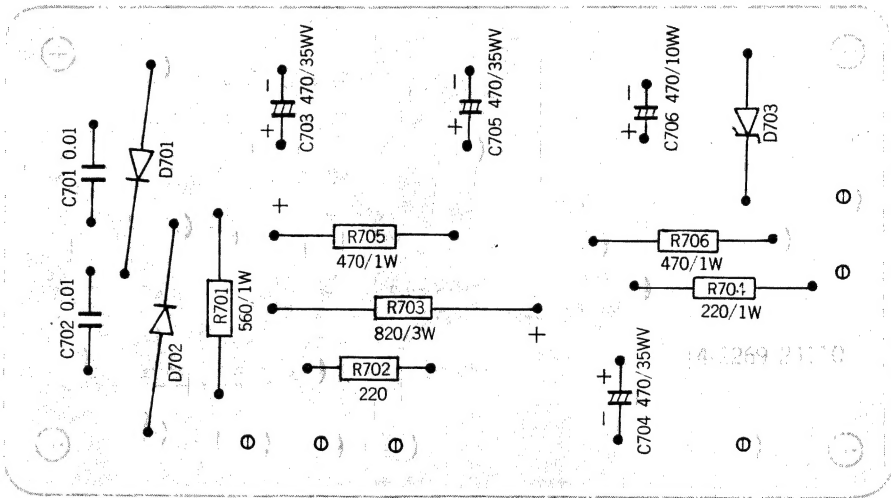 C701 0.01
D701
C703 470/35WV
C705 470/35WV
C706 470/10WV
D703
C702 0.01
D702
R701
560/1W
R705
470/1W
R706
470/1W
R704
220/1W
R703
820/3W
R702
220
C704 470/35WV